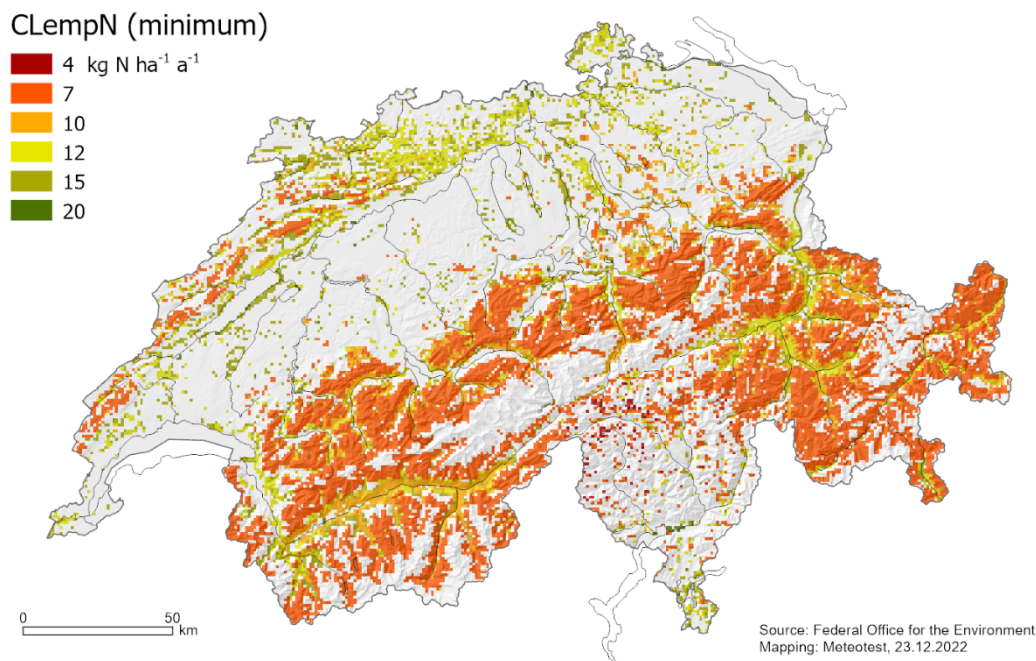 CLempN (minimum)
4 kg N ha⁻¹ a⁻¹
7
10
12
15
20
0 50
km
Source: Federal Office for the Environment
Mapping: Meteotest, 23.12.2022